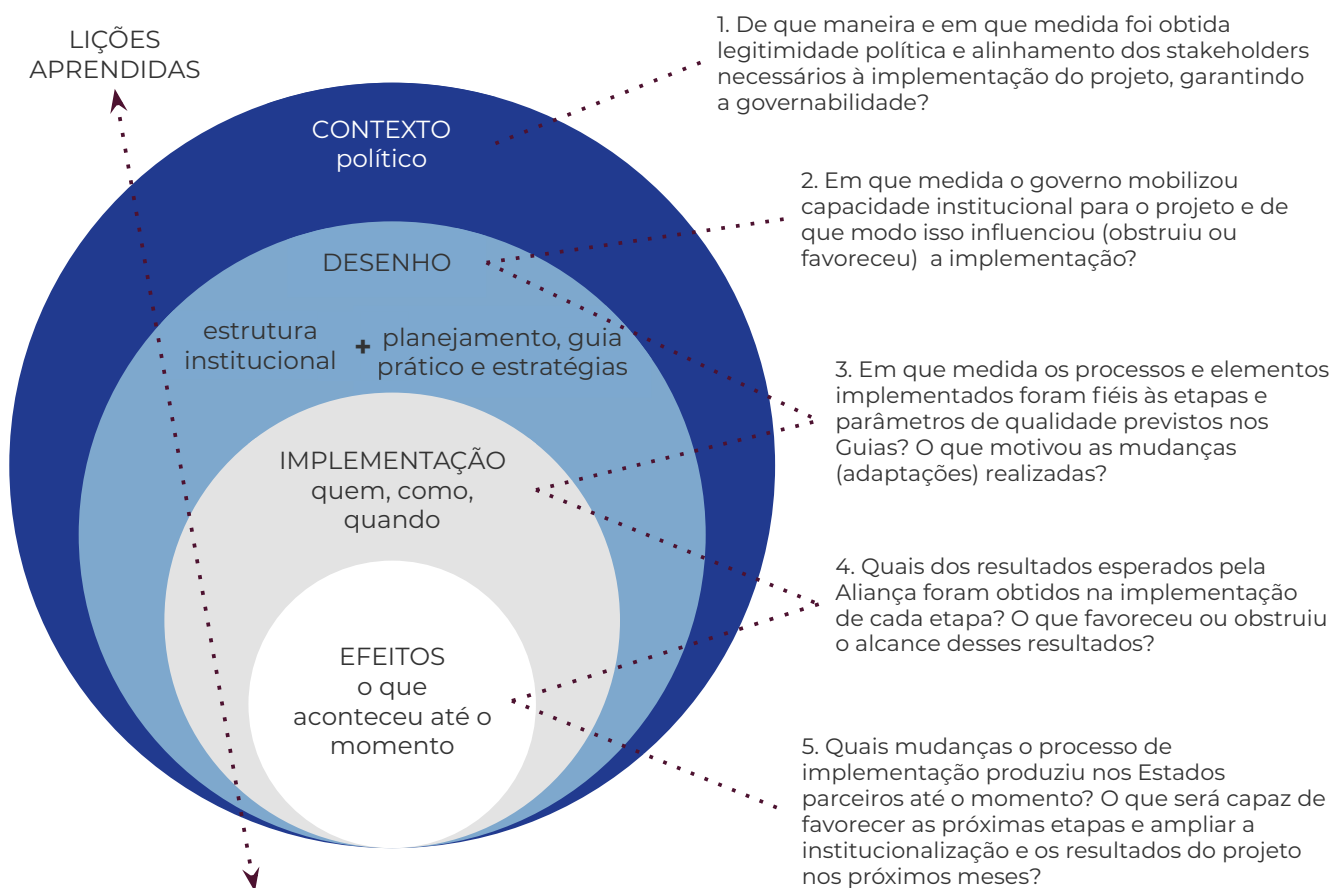 LIÇÕES
APRENDIDAS
CONTEXTO
político
DESENHO
estrutura
institucional
+
planejamento, guia
prático e estratégias
IMPLEMENTAÇÃO
quem, como,
quando
EFEITOS
o que
aconteceu até o
momento
1. De que maneira e em que medida foi obtida
legitimidade política e alinhamento dos stakeholders
necessários à implementação do projeto, garantindo
a governabilidade?
2. Em que medida o governo mobilizou
capacidade institucional para o projeto e de
que modo isso influenciou (obstruiu ou
favoreceu) a implementação?
3. Em que medida os processos e elementos
implementados foram fiéis às etapas e
parâmetros de qualidade previstos nos
Guias? O que motivou as mudanças
(adaptações) realizadas?
4. Quais dos resultados esperados pela
Aliança foram obtidos na implementação
de cada etapa? O que favoreceu ou obstruiu
o alcance desses resultados?
5. Quais mudanças o processo de
implementação produziu nos Estados
parceiros até o momento? O que será capaz de
favorecer as próximas etapas e ampliar a
institucionalização e os resultados do projeto
nos próximos meses?